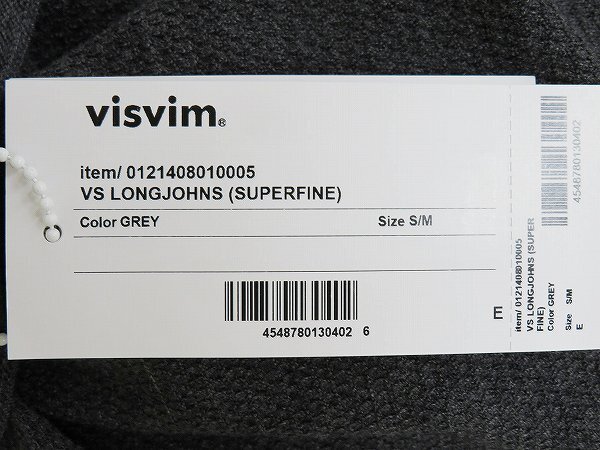 visvim®
item/ 0121408010005
VS LONGJOHNS (SUPERFINE)
Color GREY Size S/M
4548780130402 6
E
4548780130402
item/ 0121408010005
VS LONGJOHNS (SUPER
FINE)
Color GREY
Size S/M
E